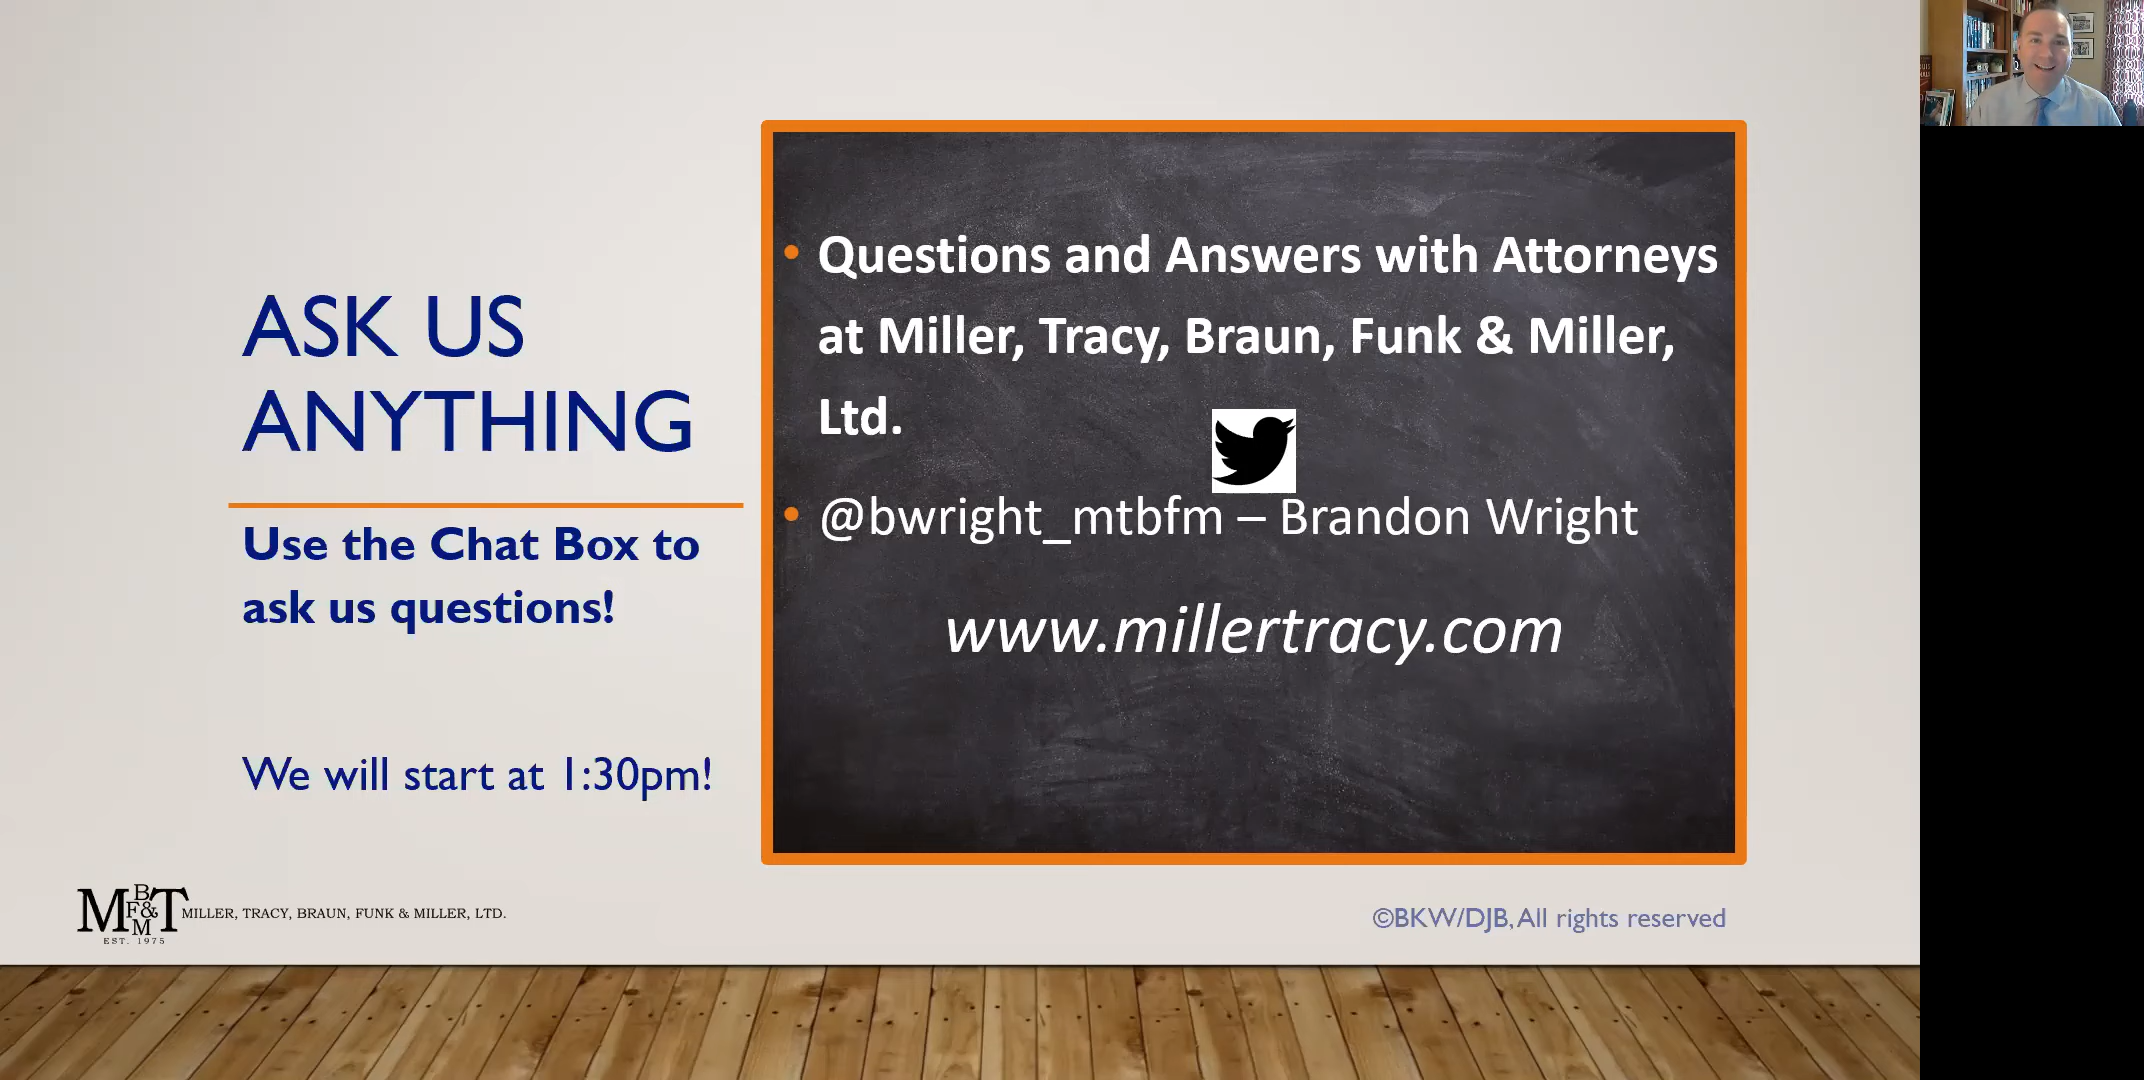 ASK US
ANYTHING
Use the Chat Box to
ask us questions!
We will start at 1:30pm!
• Questions and Answers with Attorneys
at Miller, Tracy, Braun, Funk & Miller,
Ltd.
• @bwright_mtbfm – Brandon Wright
www.millertracy.com
MBF&MT
EST. 1975
MILLER, TRACY, BRAUN, FUNK & MILLER, LTD.
©BKW/DJB, All rights reserved